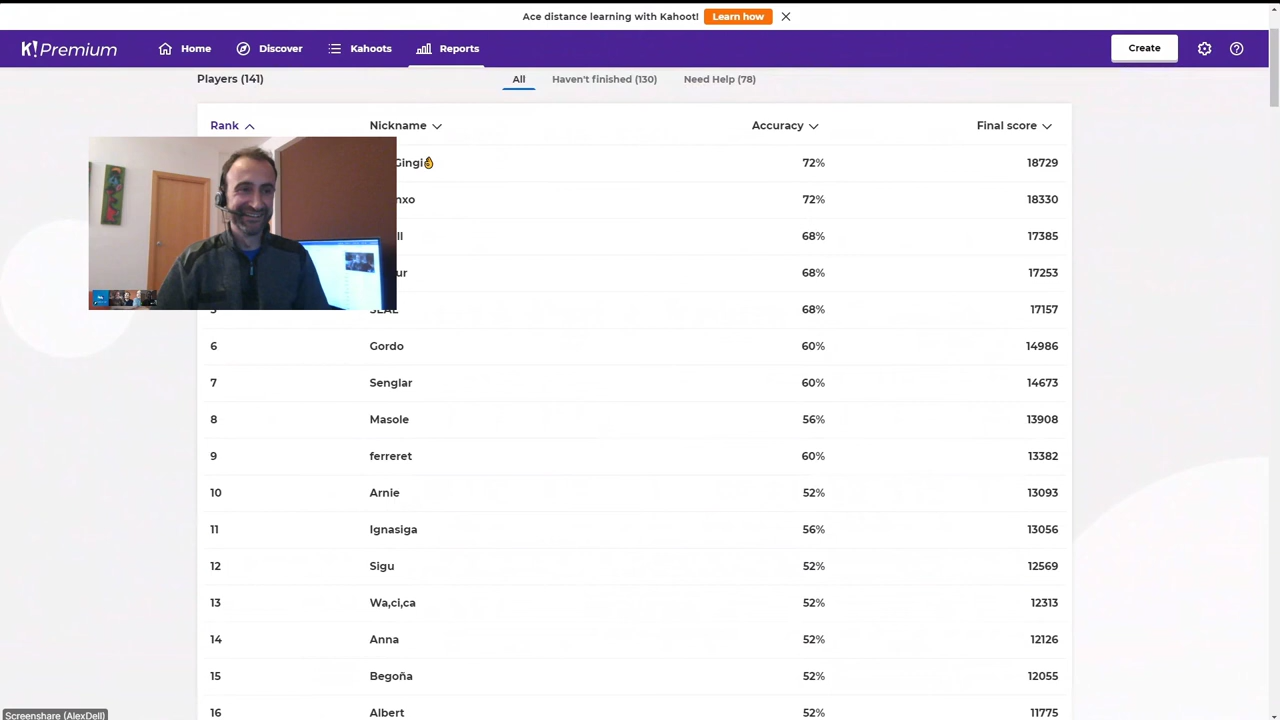 Ace distance learning with Kahoot! Learn how
K! Premium Home Discover Kahoots Reports Create
Players (141) All Haven't finished (130) Need Help (78)
Rank Nickname Accuracy Final score
Gingi 72% 18729
nxo 72% 18330
ll 68% 17385
ur 68% 17253
68% 17157
6 Gordo 60% 14986
7 Senglar 60% 14673
8 Masole 56% 13908
9 ferreret 60% 13382
10 Arnie 52% 13093
11 Ignasiga 56% 13056
12 Sigu 52% 12569
13 Wa,ci,ca 52% 12313
14 Anna 52% 12126
15 Begoña 52% 12055
16 Albert 52% 11775
Screenshare (AlexDell)